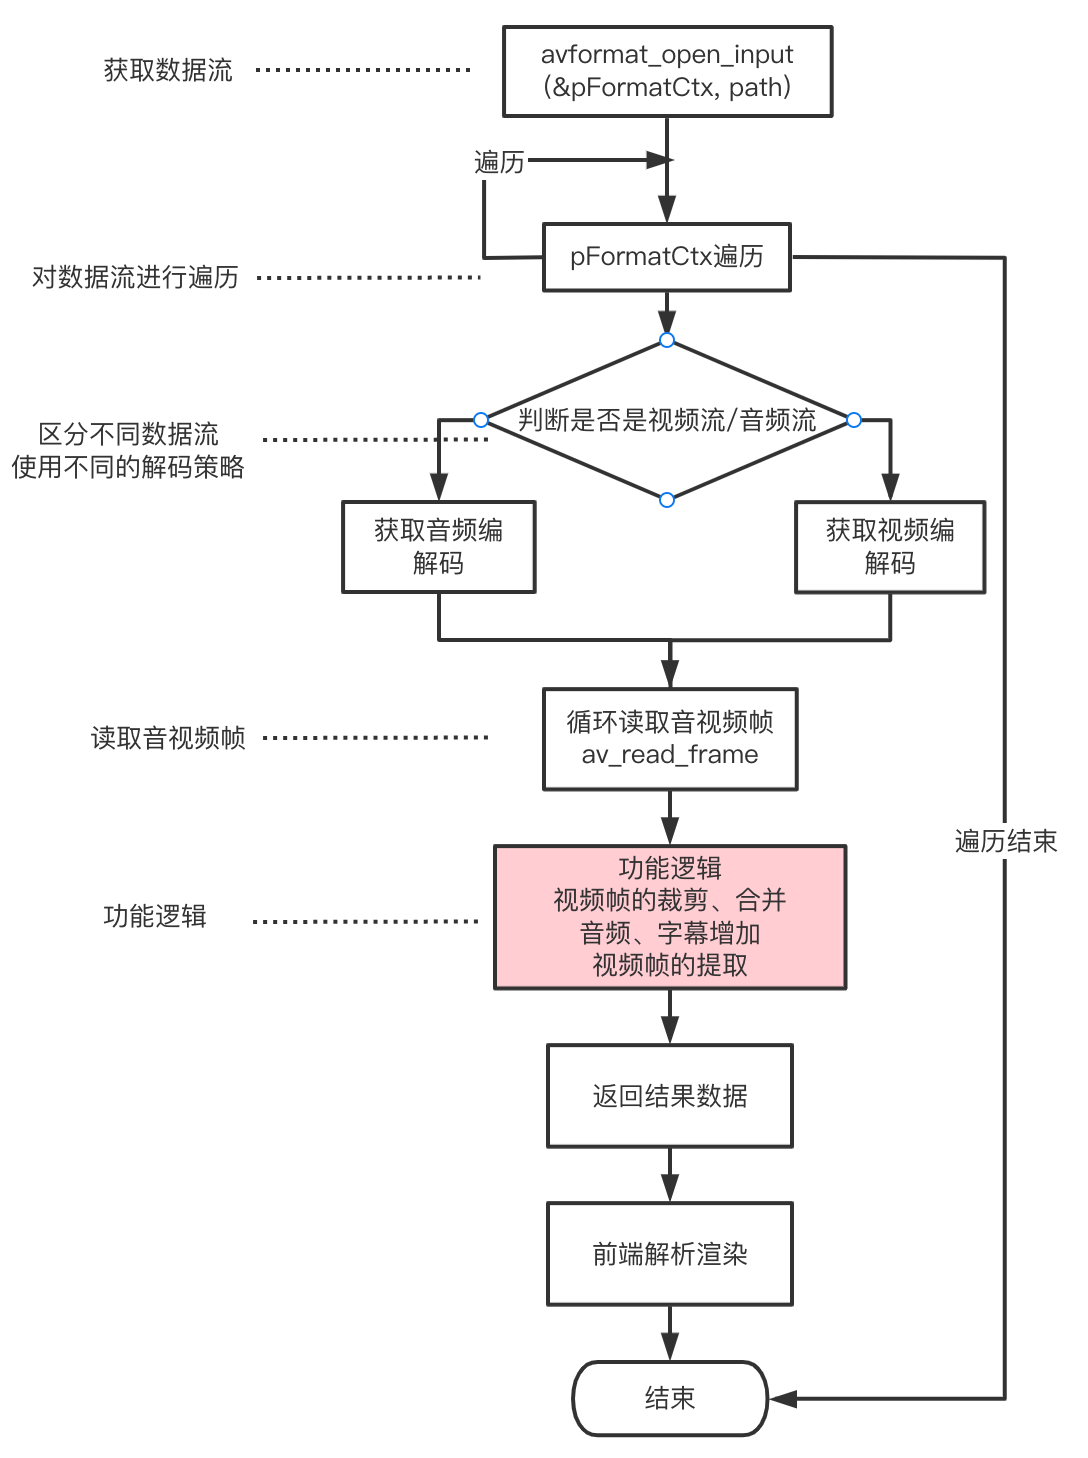 获取数据流
avformat_open_input
(&pFormatCtx, path)
遍历
pFormatCtx遍历
对数据流进行遍历
判断是否是视频流/音频流
区分不同数据流
使用不同的解码策略
获取音频编
解码
获取视频编
解码
循环读取音视频帧
av_read_frame
读取音视频帧
遍历结束
功能逻辑
视频帧的裁剪、合并
音频、字幕增加
视频帧的提取
功能逻辑
返回结果数据
前端解析渲染
结束